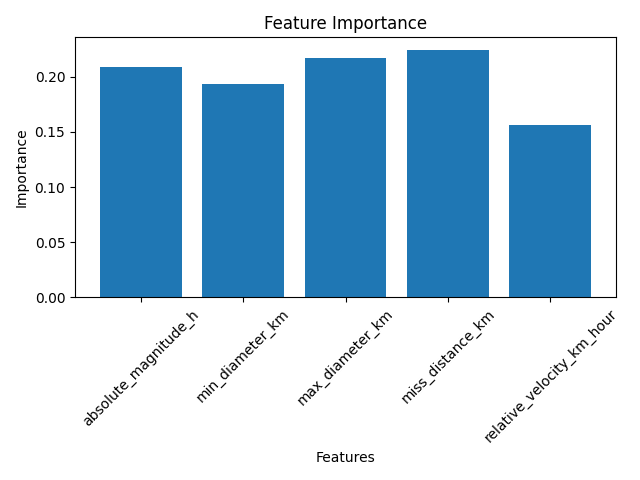 Feature Importance
Importance
0.20
0.15
0.10
0.05
0.00
absolute_magnitude_h
min_diameter_km
max_diameter_km
miss_distance_km
relative_velocity_km_hour
Features